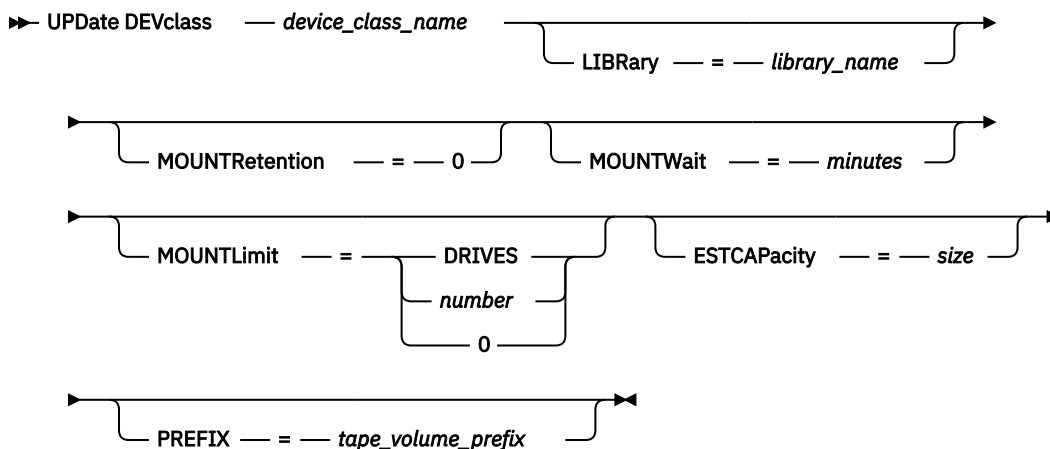 UPDate DEVclass — device_class_name
LIBRary — = — library_name
MOUNTRetention — = — 0
MOUNTWait — = — minutes
MOUNTLimit — = — DRIVES
number
0
ESTCAPacity — = — size
PREFIX — = — tape_volume_prefix